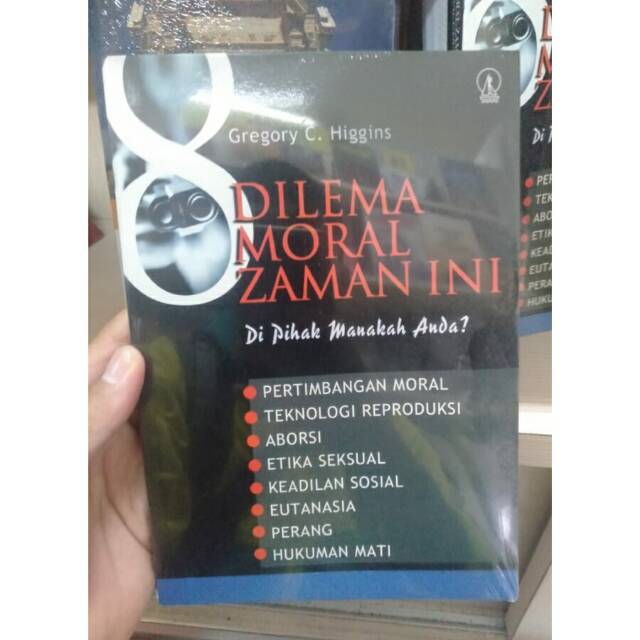 8
Gregory C. Higgins
DILEMA
MORAL
ZAMAN INI
Di Pihak Manakah Anda?
PERTIMBANGAN MORAL
TEKNOLOGI REPRODUKSI
ABORSI
ETIKA SEKSUAL
KEADILAN SOSIAL
EUTANASIA
PERANG
HUKUMAN MATI
8